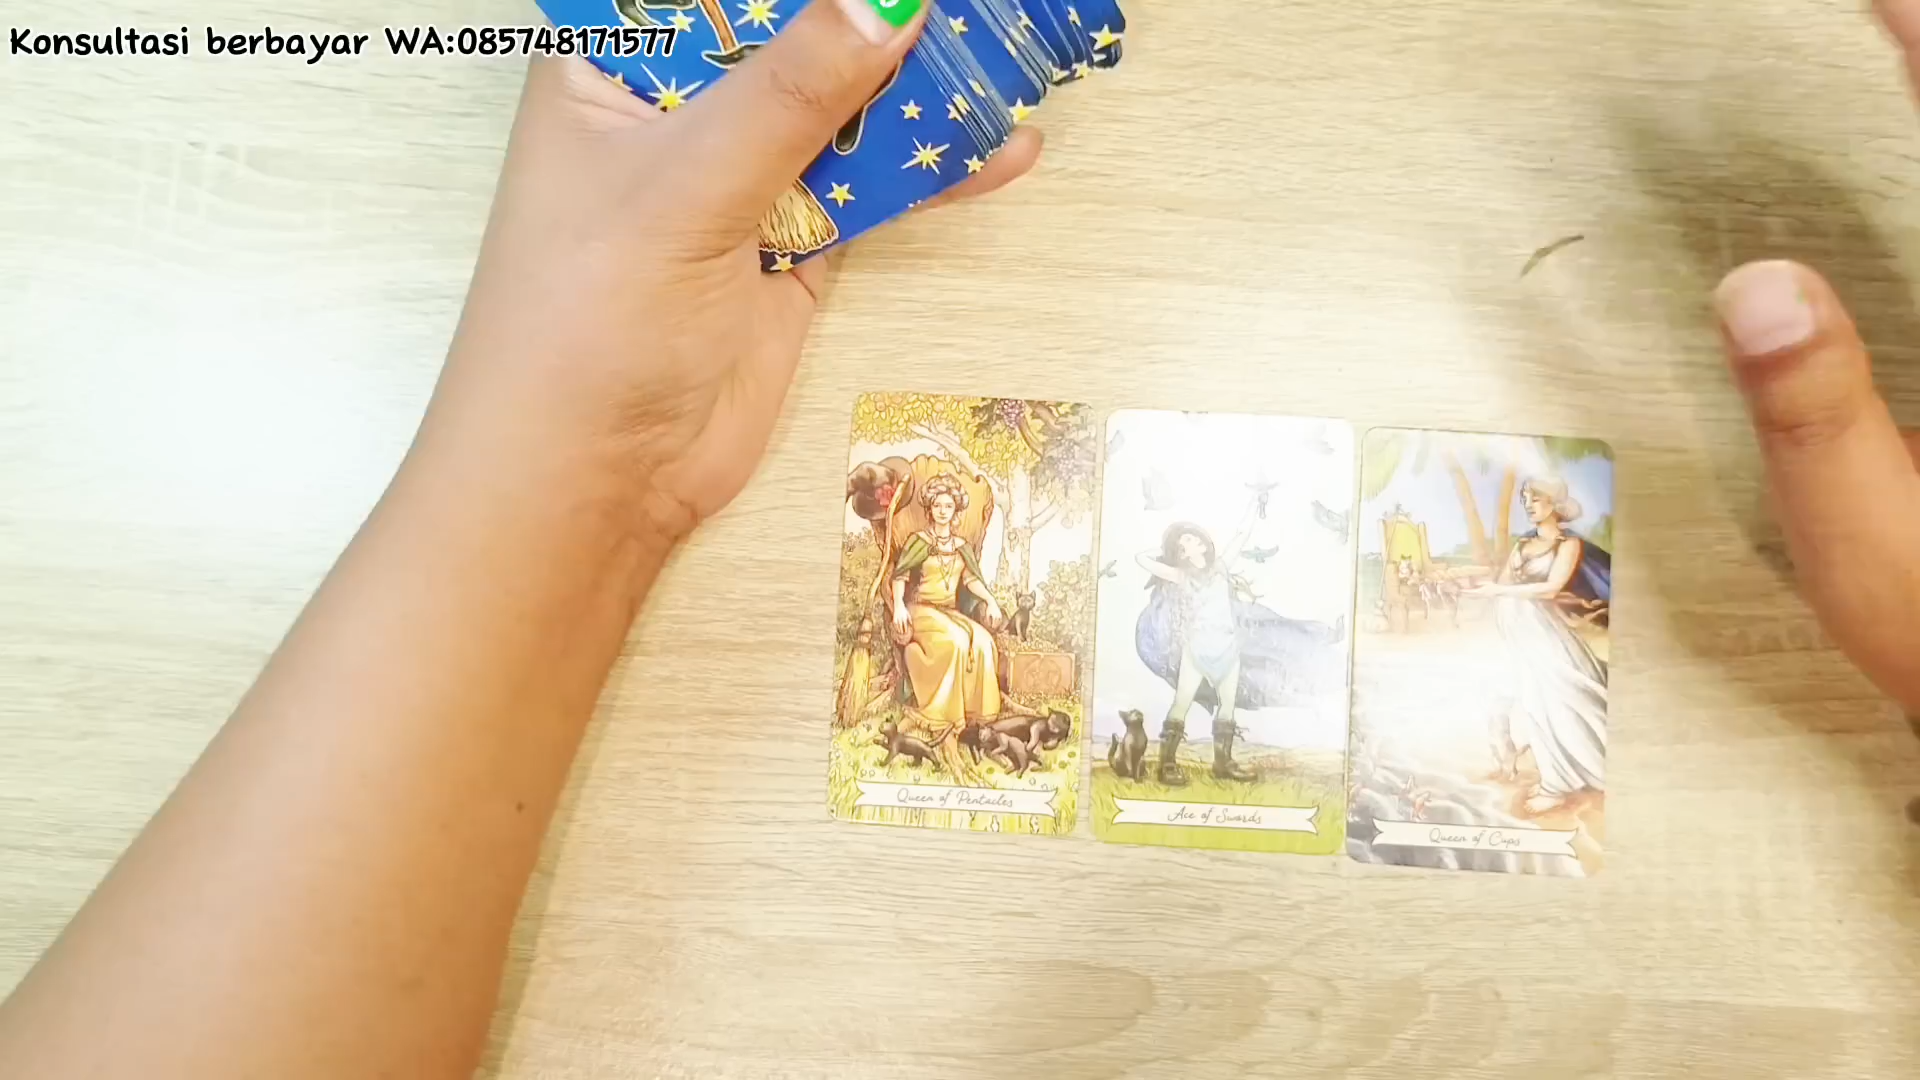 Konsultasi berbayar WA:085748171577
Queen of Pentacles
Ace of Swords
Queen of Cups